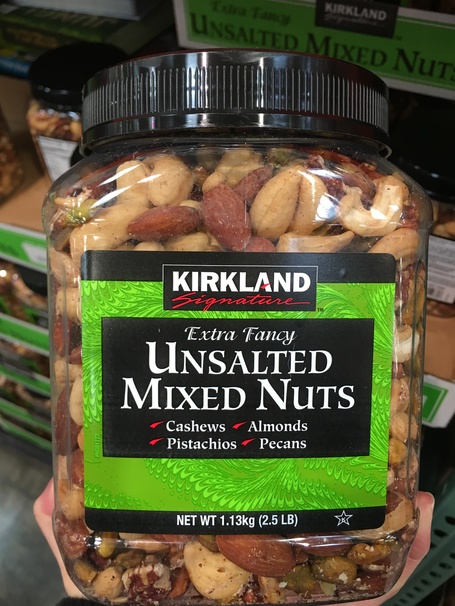 Extra Fancy
KIRKLAND
Signature
UNSALTED MIXED NUTS
KIRKLAND
Signature
Extra Fancy
UNSALTED
MIXED NUTS
Cashews Almonds
Pistachios Pecans
NET WT 1.13kg (2.5 LB)
K